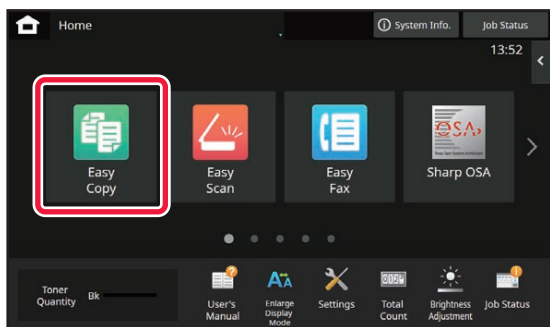 Home
System Info.
Job Status
13:52
Easy
Copy
Easy
Scan
Easy
Fax
OSA
Sharp OSA
Toner
Quantity
Bk
User's
Manual
Enlarge
Display
Mode
Settings
Total
Count
Brightness
Adjustment
Job Status